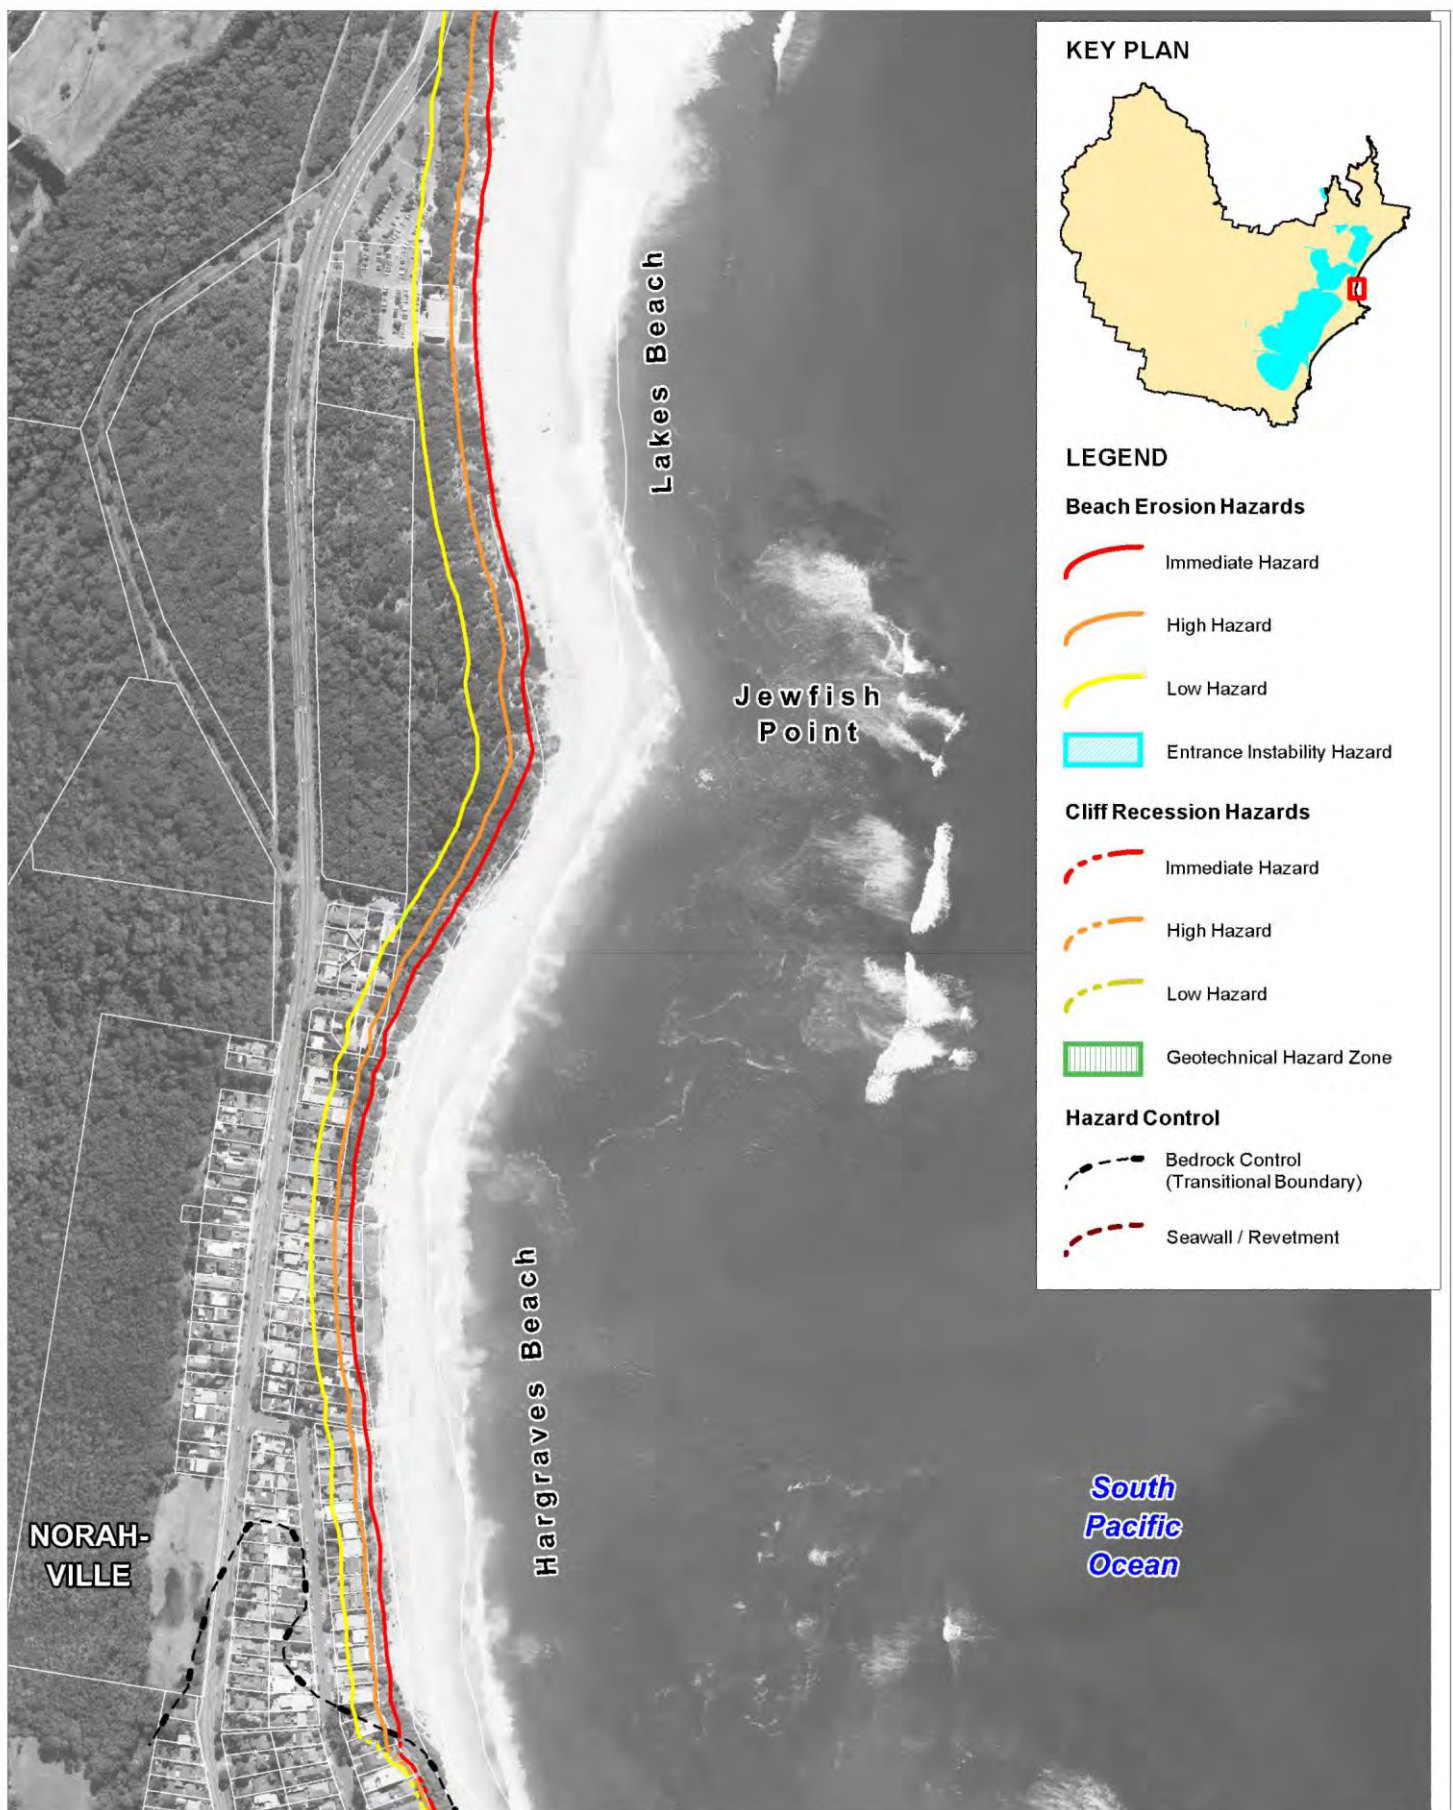 KEY PLAN
LEGEND
Beach Erosion Hazards
Immediate Hazard
High Hazard
Low Hazard
Entrance Instability Hazard
Cliff Recession Hazards
Immediate Hazard
High Hazard
Low Hazard
Geotechnical Hazard Zone
Hazard Control
Bedrock Control
(Transitional Boundary)
Seawall / Revetment
Lakes Beach
Jewfish
Point
Hargraves Beach
NORAH-
VILLE
South
Pacific
Ocean